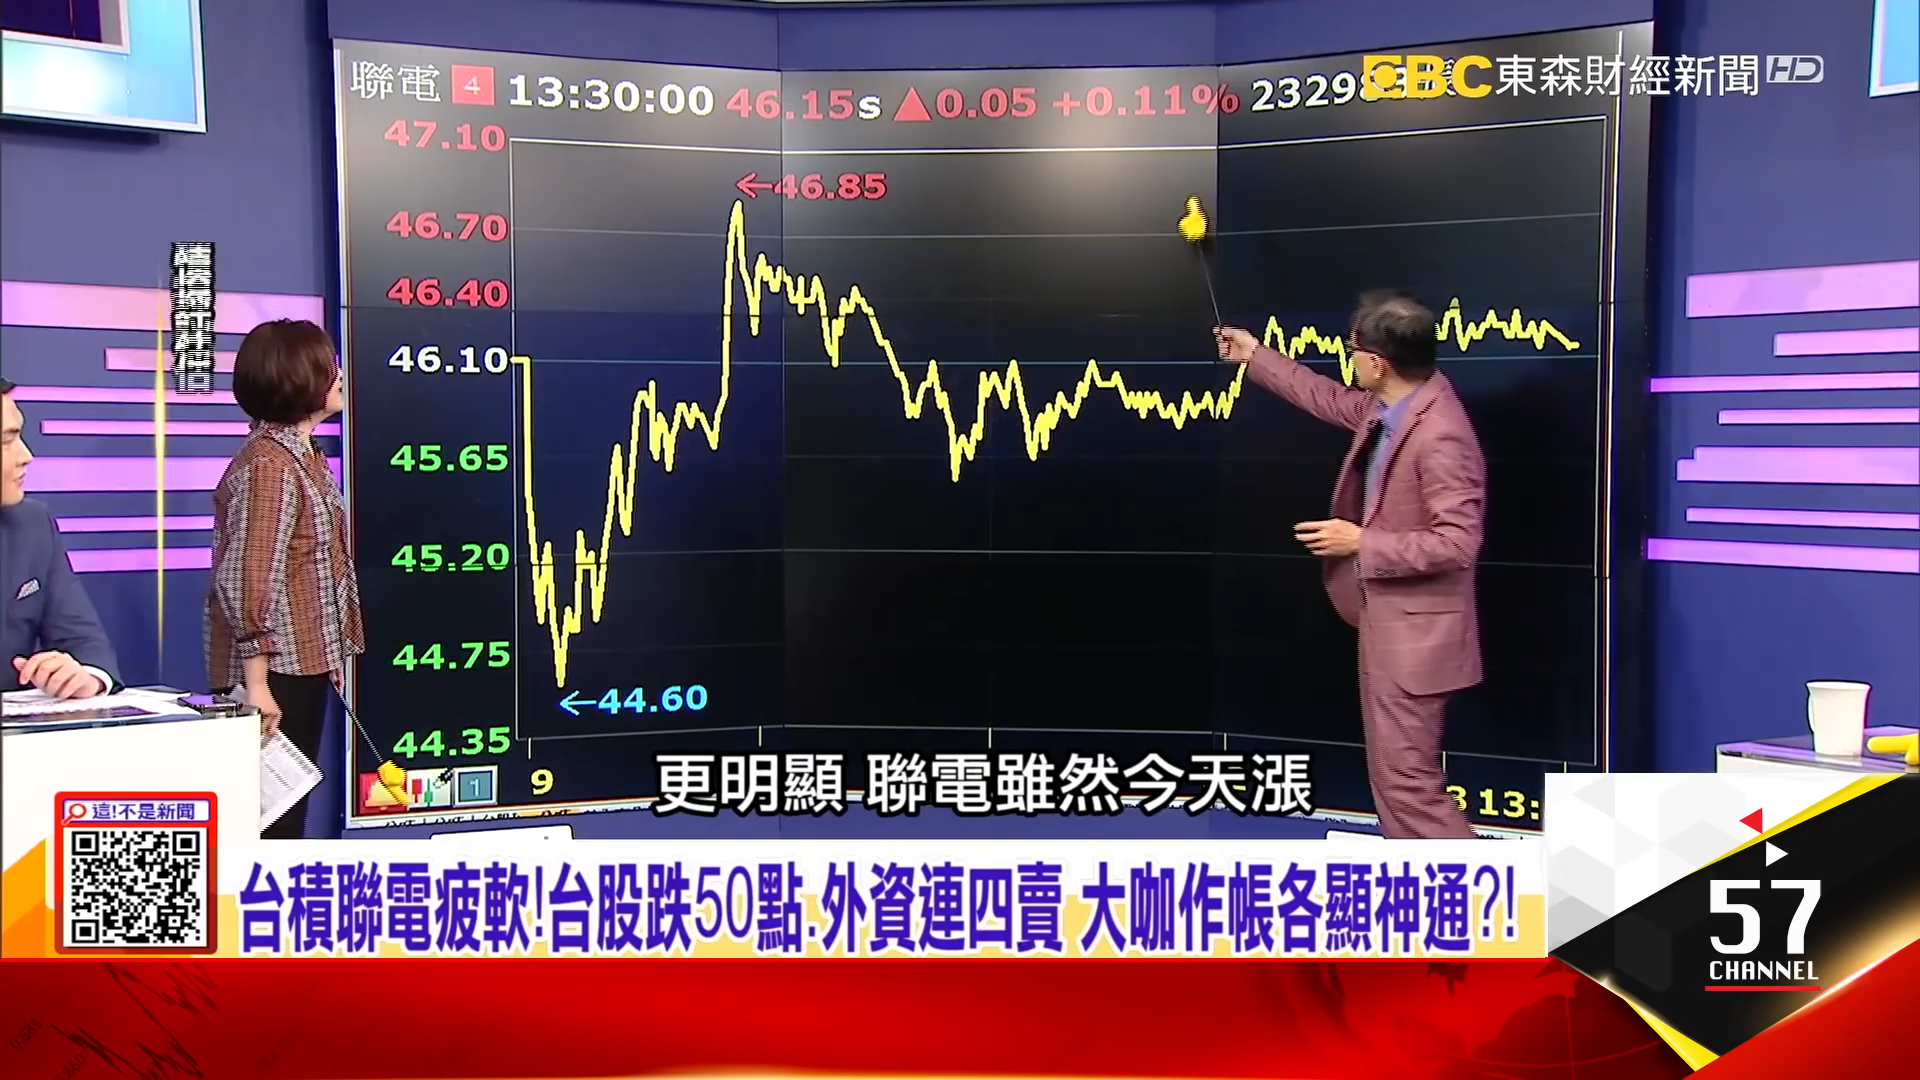 EBC 東森財經新聞 HD
聯電 4 13:30:00 46.15s ▲0.05 +0.11%
47.10
←46.85
46.70
46.40
46.10
45.65
45.20
44.75
←44.60
44.35
9
13:
更明顯 聯電雖然今天漲
這!不是新聞
台積聯電疲軟!台股跌50點.外資連四賣 大咖作帳各顯神通?!
57
CHANNEL